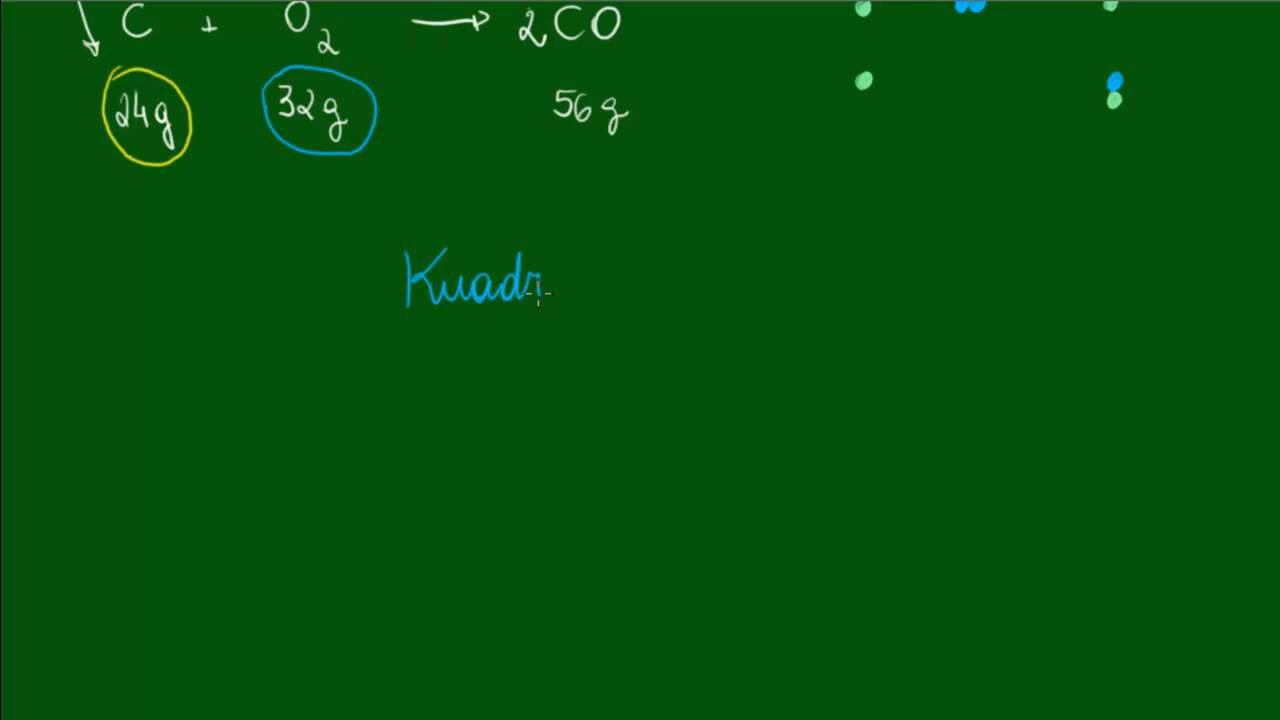 C + O2 → 2CO
24g 32g 56g
Kuadr